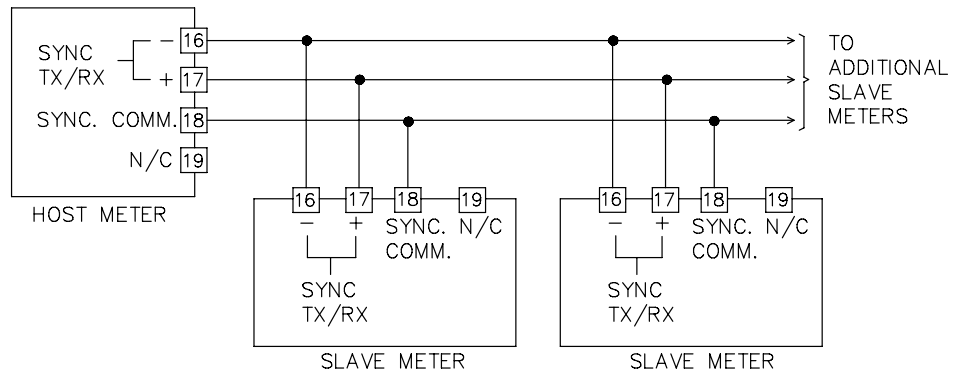 SYNC
TX/RX
− 16
+ 17
SYNC. COMM. 18
N/C 19
HOST METER
TO
ADDITIONAL
SLAVE
METERS
16 17 18 19
− + SYNC. N/C
COMM.
SYNC
TX/RX
SLAVE METER
16 17 18 19
− + SYNC. N/C
COMM.
SYNC
TX/RX
SLAVE METER